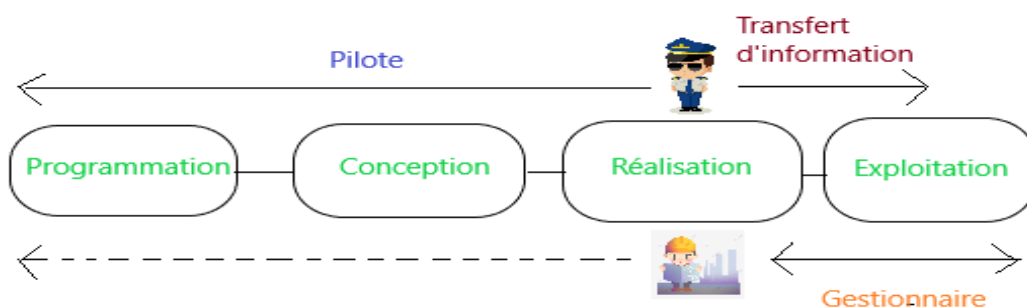 Transfert
d'information
Pilote
Programmation
Conception
Réalisation
Exploitation
Gestionnaire